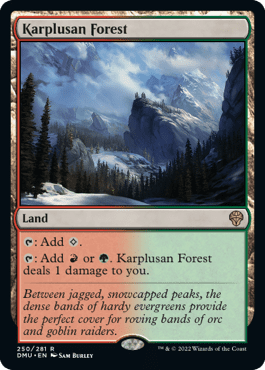 Karplusan Forest
Land
: Add .
: Add or . Karplusan Forest
deals 1 damage to you.
Between jagged, snowcapped peaks, the
dense bands of hardy evergreens provide
the perfect cover for roving bands of orc
and goblin raiders.
250/281 R
DMU • EN SAM BURLEY
™ & © 2022 Wizards of the Coast